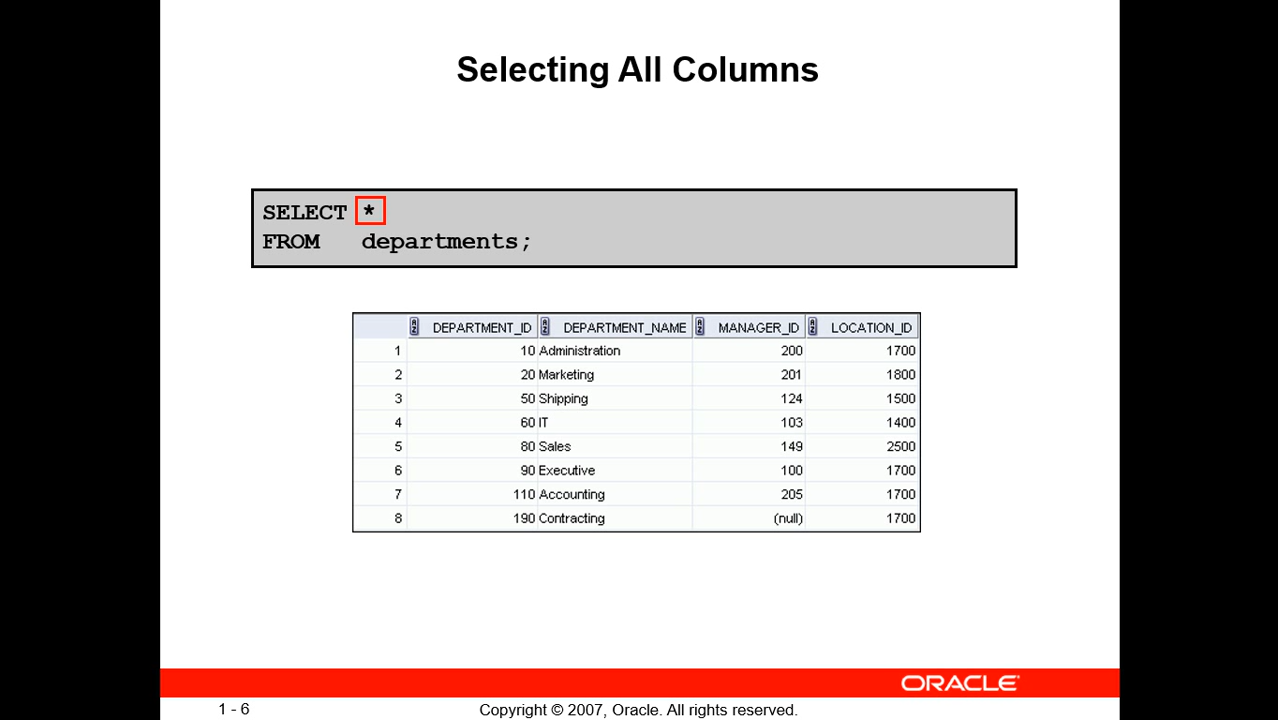 Selecting All Columns
SELECT *
FROM departments;
DEPARTMENT_ID DEPARTMENT_NAME MANAGER_ID LOCATION_ID
1 10 Administration 200 1700
2 20 Marketing 201 1800
3 50 Shipping 124 1500
4 60 IT 103 1400
5 80 Sales 149 2500
6 90 Executive 100 1700
7 110 Accounting 205 1700
8 190 Contracting (null) 1700
ORACLE
1 - 6 Copyright © 2007, Oracle. All rights reserved.